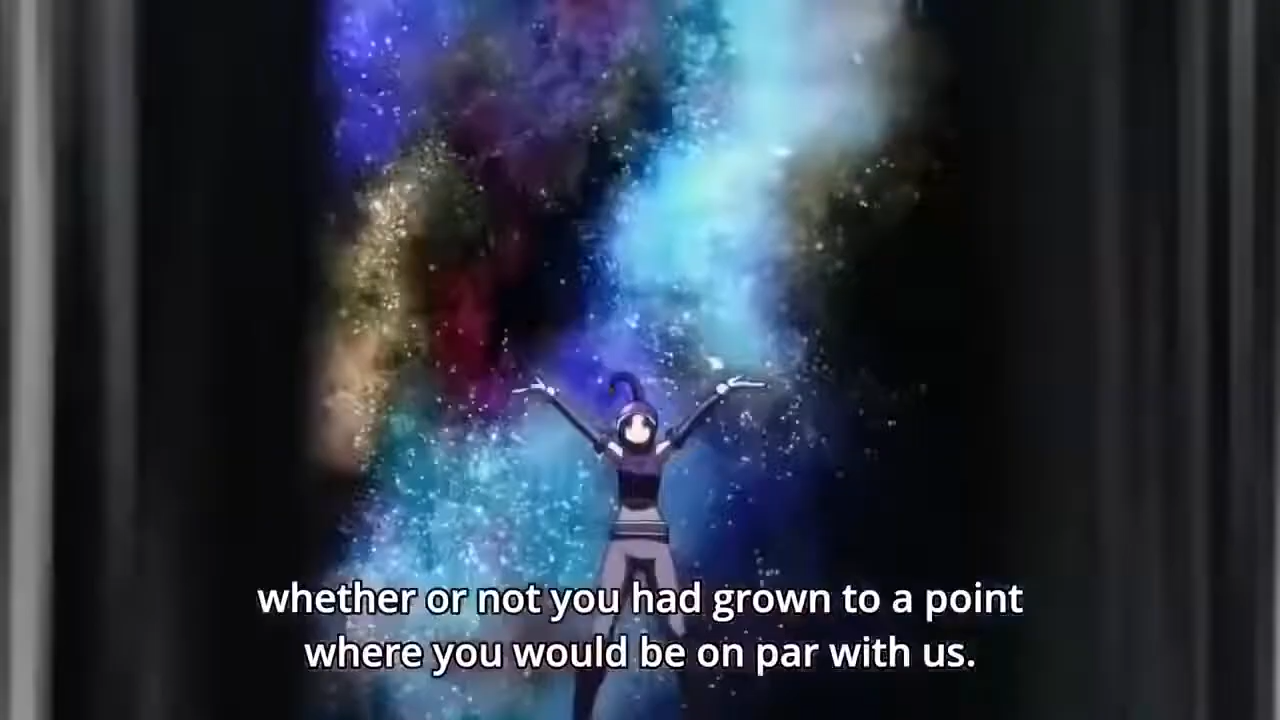 whether or not you had grown to a point
where you would be on par with us.